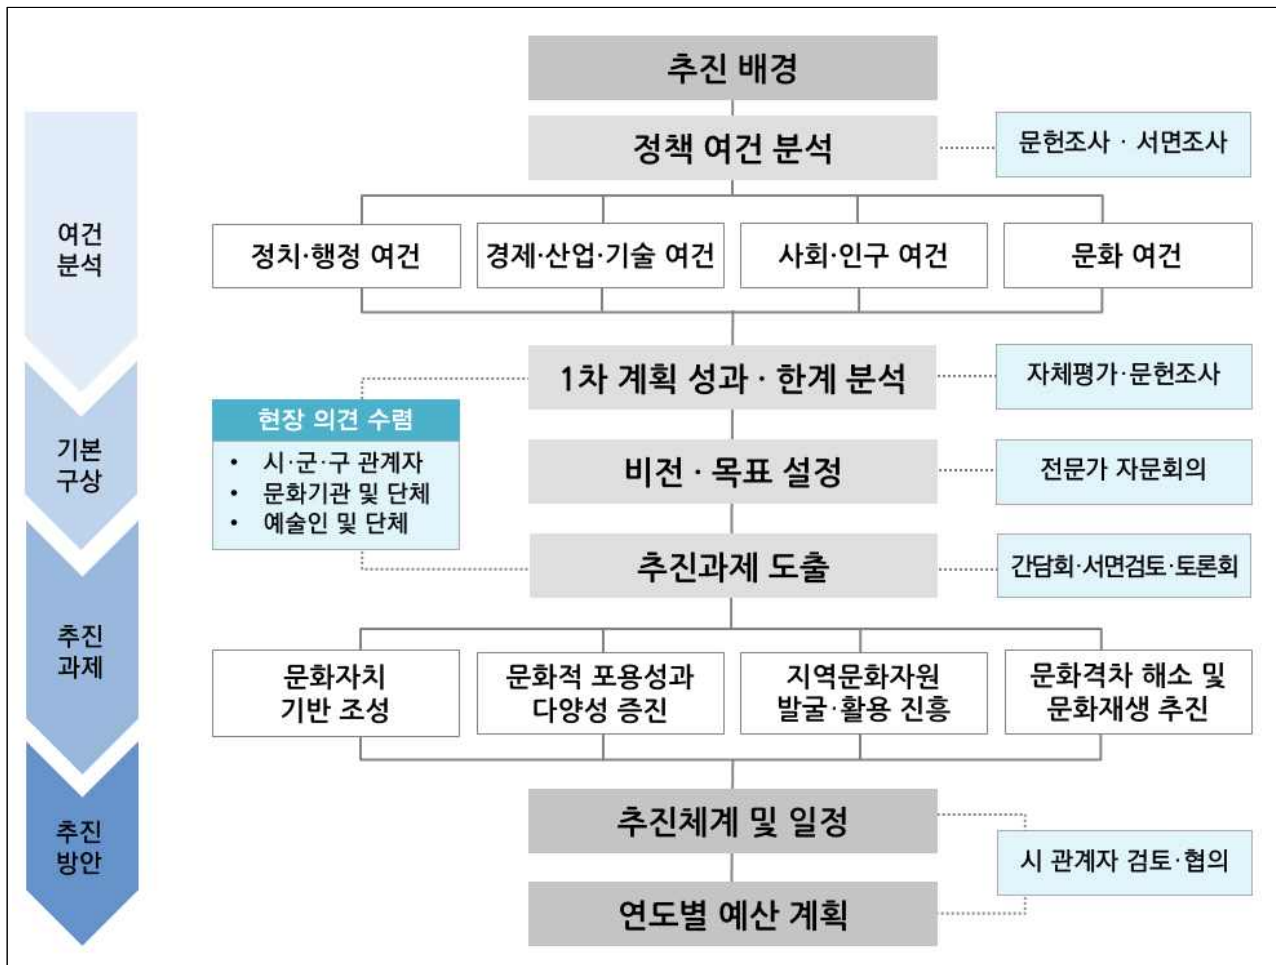 추진 배경
정책 여건 분석
문헌조사 · 서면조사
여건
분석
정치·행정 여건
경제·산업·기술 여건
사회·인구 여건
문화 여건
1차 계획 성과 · 한계 분석
자체평가·문헌조사
기본
구상
현장 의견 수렴
• 시·군·구 관계자
• 문화기관 및 단체
• 예술인 및 단체
비전 · 목표 설정
전문가 자문회의
추진과제 도출
간담회·서면검토·토론회
추진
과제
문화자치
기반 조성
문화적 포용성과
다양성 증진
지역문화자원
발굴·활용 진흥
문화격차 해소 및
문화재생 추진
추진
방안
추진체계 및 일정
시 관계자 검토·협의
연도별 예산 계획